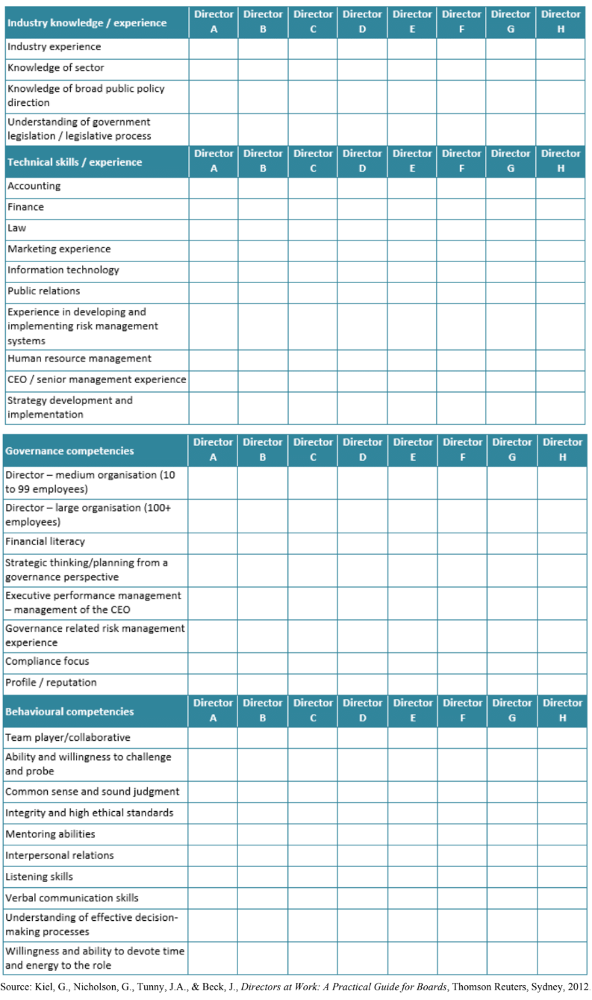 Industry knowledge / experience Director A Director B Director C Director D Director E Director F Director G Director H
Industry experience
Knowledge of sector
Knowledge of broad public policy
direction
Understanding of government
legislation / legislative process
Technical skills / experience Director A Director B Director C Director D Director E Director F Director G Director H
Accounting
Finance
Law
Marketing experience
Information technology
Public relations
Experience in developing and
implementing risk management
systems
Human resource management
CEO / senior management experience
Strategy development and
implementation
Governance competencies Director A Director B Director C Director D Director E Director F Director G Director H
Director – medium organisation (10
to 99 employees)
Director – large organisation (100+
employees)
Financial literacy
Strategic thinking/planning from a
governance perspective
Executive performance management
– management of the CEO
Governance related risk management
experience
Compliance focus
Profile / reputation
Behavioural competencies Director A Director B Director C Director D Director E Director F Director G Director H
Team player/collaborative
Ability and willingness to challenge
and probe
Common sense and sound judgment
Integrity and high ethical standards
Mentoring abilities
Interpersonal relations
Listening skills
Verbal communication skills
Understanding of effective decision-
making processes
Willingness and ability to devote time
and energy to the role
Source: Kiel, G., Nicholson, G., Tunny, J.A., & Beck, J., Directors at Work: A Practical Guide for Boards, Thomson Reuters, Sydney, 2012.